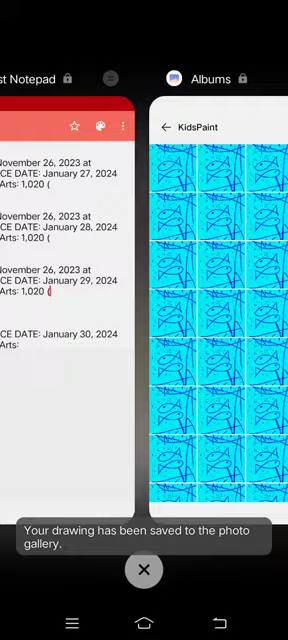 st Notepad
Albums
KidsPaint
November 26, 2023 at
CE DATE: January 27, 2024
Arts: 1,020 (
November 26, 2023 at
CE DATE: January 28, 2024
Arts: 1,020 (
November 26, 2023 at
CE DATE: January 29, 2024
Arts: 1,020 (
CE DATE: January 30, 2024
Arts:
Your drawing has been saved to the photo
gallery.